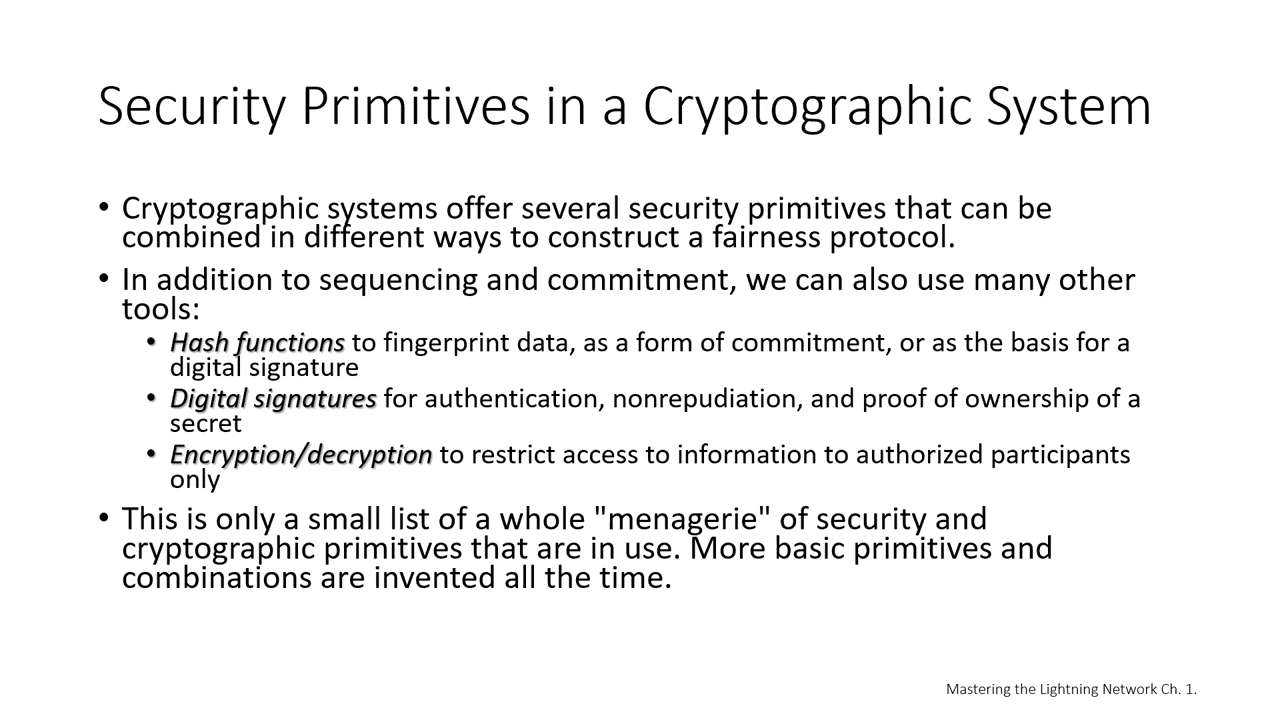 Security Primitives in a Cryptographic System
• Cryptographic systems offer several security primitives that can be
combined in different ways to construct a fairness protocol.
• In addition to sequencing and commitment, we can also use many other
tools:
• Hash functions to fingerprint data, as a form of commitment, or as the basis for a
digital signature
• Digital signatures for authentication, nonrepudiation, and proof of ownership of a
secret
• Encryption/decryption to restrict access to information to authorized participants
only
• This is only a small list of a whole "menagerie" of security and
cryptographic primitives that are in use. More basic primitives and
combinations are invented all the time.
Mastering the Lightning Network Ch. 1.